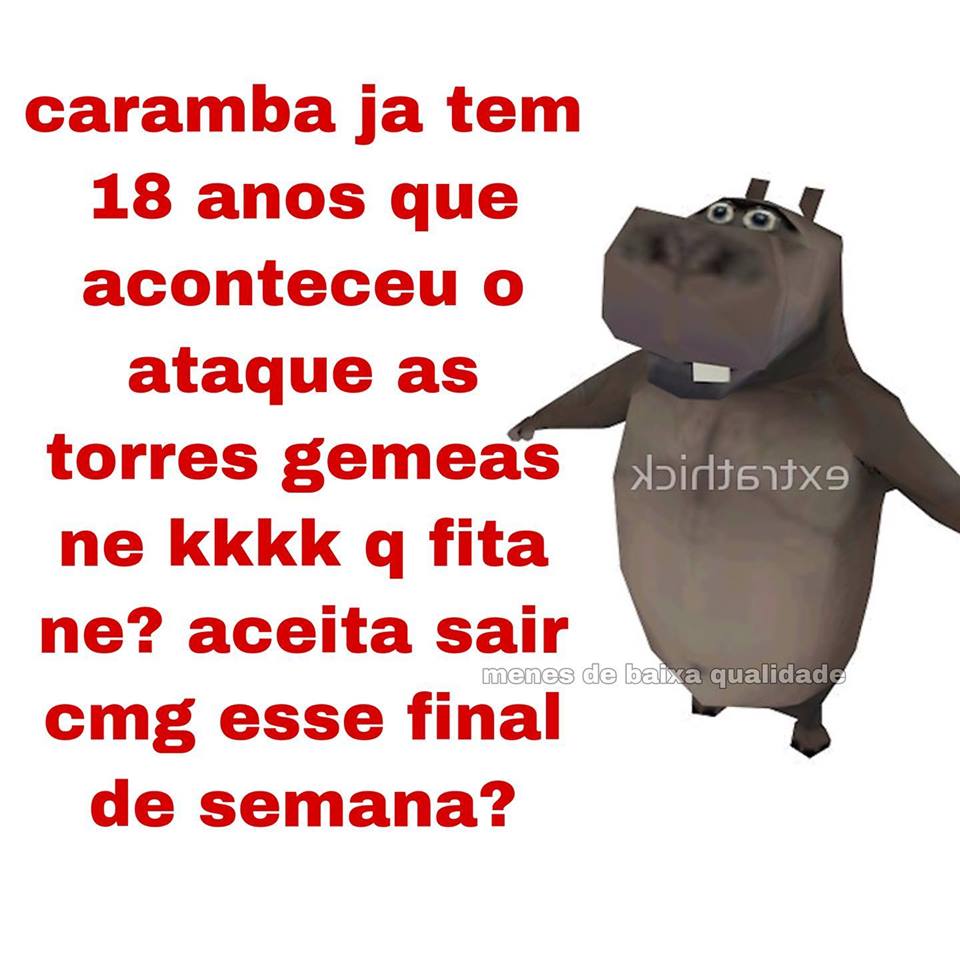 caramba ja tem
18 anos que
aconteceu o
ataque as
torres gemeas
ne kkkk q fita
ne? aceita sair
cmg esse final
de semana?
extrathick
menes de baixa qualidade